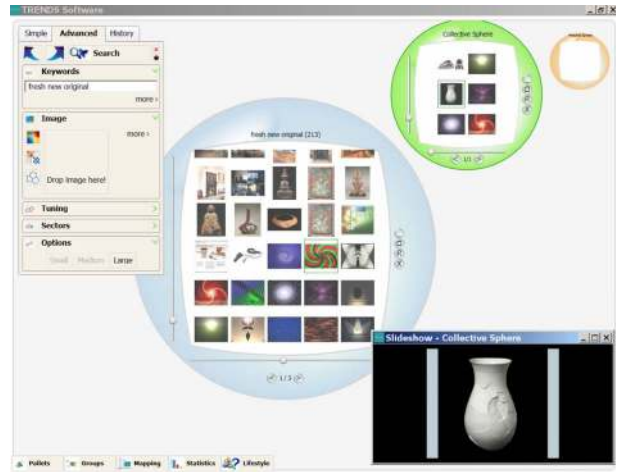 TRENDS Software
Simple Advanced History
Search
Keywords
fresh new original
more ›
Image
more ›
Drop image here!
Tuning
Sectors
Options
Small Medium Large
fresh new original (213)
1/3
Collective Sphere
1/1
Slideshow - Collective Sphere
Pallets Groups Mapping Statistics Lifestyle